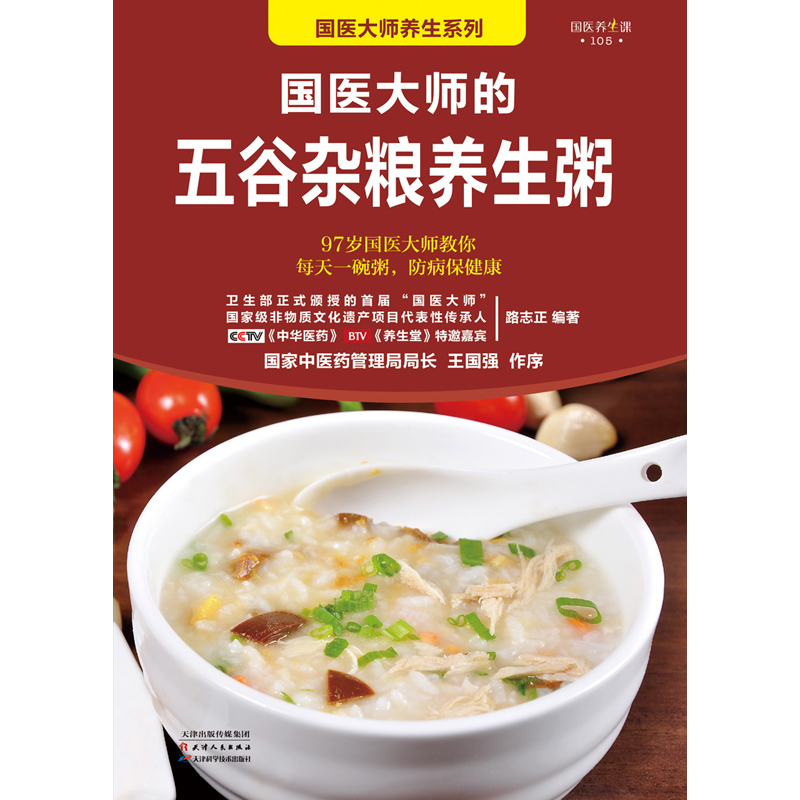 国医大师养生系列
国医养生课
·105·
国医大师的
五谷杂粮养生粥
97岁国医大师教你
每天一碗粥，防病保健康
卫生部正式颁授的首届“国医大师”
国家级非物质文化遗产项目代表性传承人
CCTV《中华医药》 BTV《养生堂》特邀嘉宾
路志正 编著
国家中医药管理局局长 王国强 作序
天津出版传媒集团
天津人民出版社
天津科学技术出版社